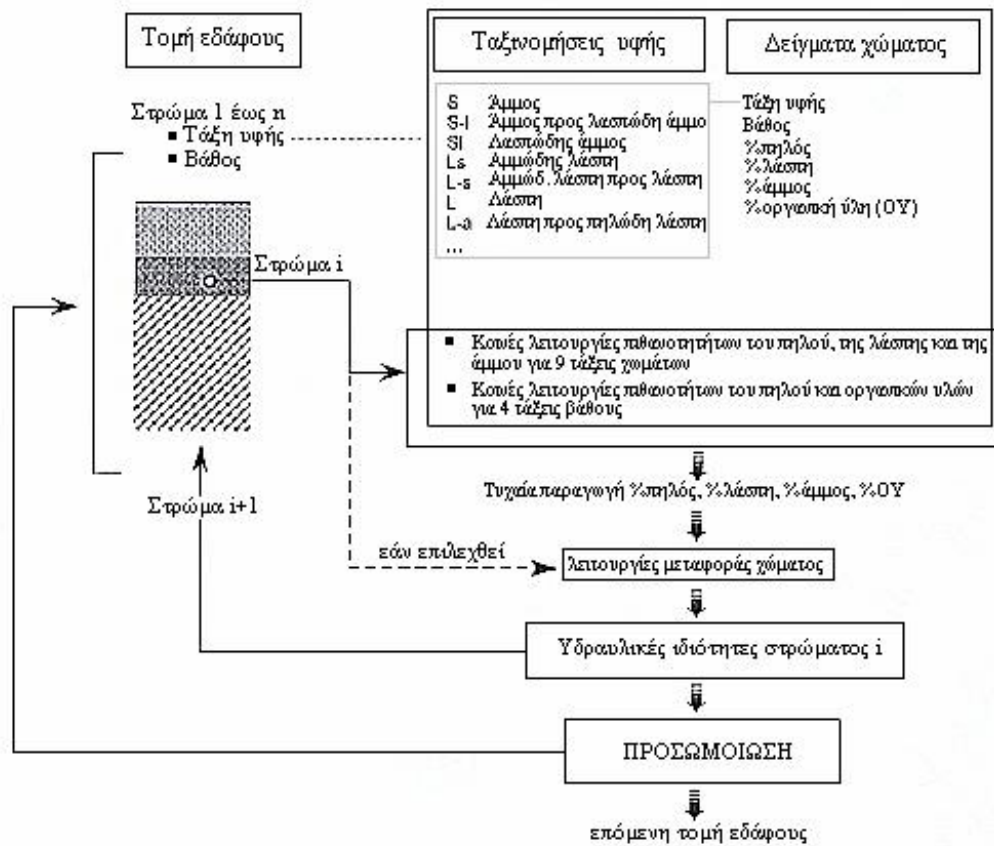 Τομή εδάφους
Στρώμα 1 έως n
▪ Τάξη υφής
▪ Βάθος
Στρώμα i
Στρώμα i+1
Ταξινομήσεις υφής
S Άμμος
S-l Άμμος προς λασπώδη άμμο
Sl Λασπώδης άμμος
Ls Αμμώδης λάσπη
L-s Αμμώδ. λάσπη προς λάσπη
L Λάσπη
L-a Λάσπη προς πηλώδη λάσπη
...
Δείγματα χώματος
Τάξη υφής
Βάθος
%πηλός
%λάσπη
%άμμος
%οργανική ύλη (ΟΥ)
▪ Κοινές λειτουργίες πιθανοτητήτων του πηλού, της λάσπης και της
άμμου για 9 τάξεις χωμάτων
▪ Κοινές λειτουργίες πιθανοτήτων του πηλού και οργανικών υλών
για 4 τάξεις βάθους
Τυχαία παραγωγή %πηλός, %λάσπη, %άμμος, %ΟΥ
εάν επιλεχθεί
λειτουργίες μεταφοράς χώματος
Υδραυλικές ιδιότητες στρώματος i
ΠΡΟΣΩΜΟΙΩΣΗ
επόμενη τομή εδάφους